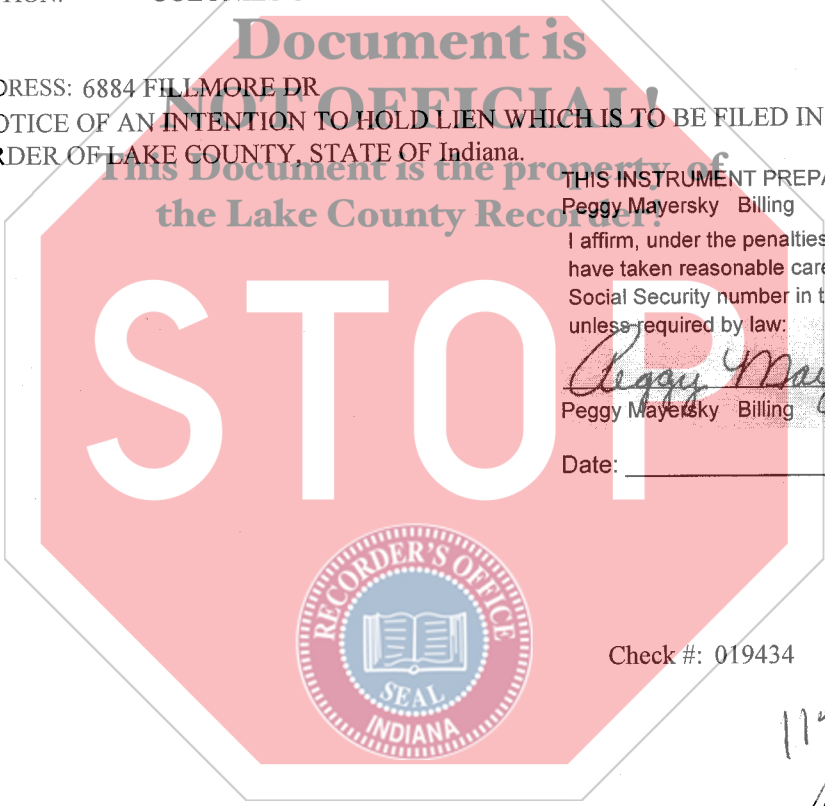 Document is
DRESS: 6884 FILLMORE DR
NOT OFFICIAL!
OTICE OF AN INTENTION TO HOLD LIEN WHICH IS TO BE FILED IN
RDER OF LAKE COUNTY, STATE OF Indiana.
This Document is the property of
the Lake County Recorder!
THIS INSTRUMENT PREPA
Peggy Mayersky Billing
I affirm, under the penalties
have taken reasonable care
Social Security number in t
unless required by law:
Peggy May
Peggy Mayersky Billing
Date:
STOP
RECORDER'S OFFICE
SEAL
INDIANA
Check #: 019434